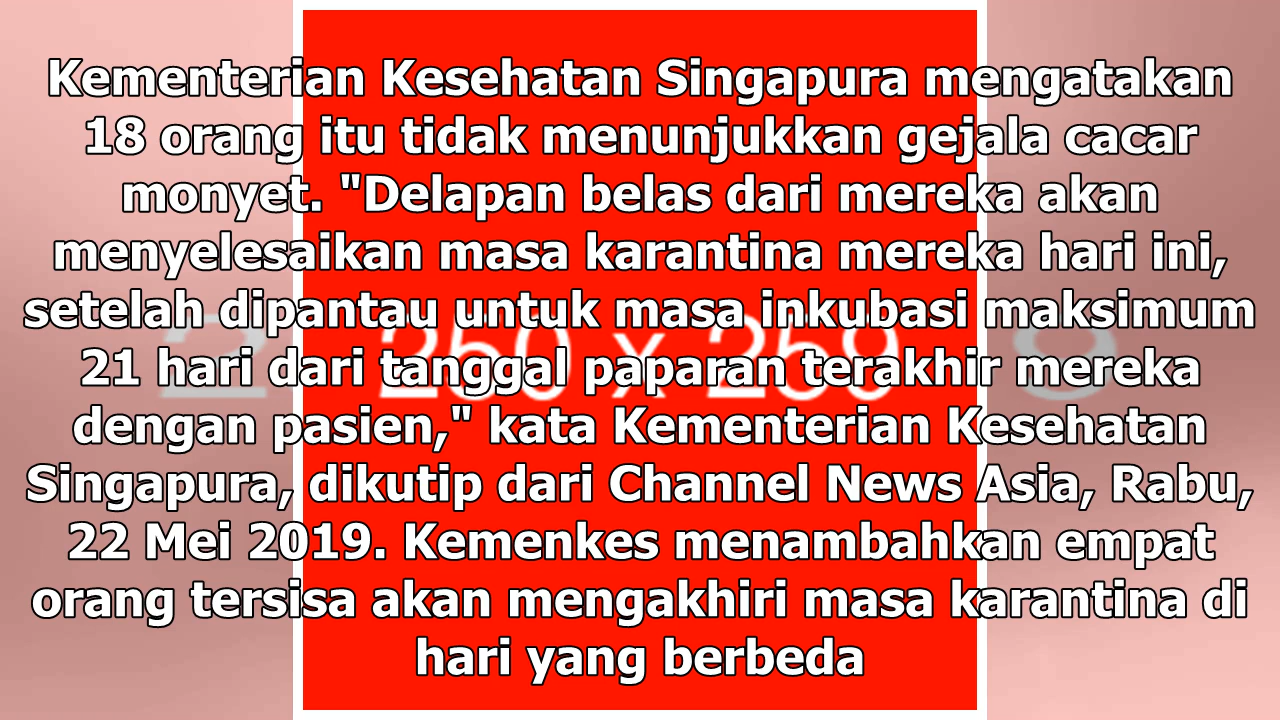 Kementerian Kesehatan Singapura mengatakan
18 orang itu tidak menunjukkan gejala cacar
monyet. "Delapan belas dari mereka akan
menyelesaikan masa karantina mereka hari ini,
setelah dipantau untuk masa inkubasi maksimum
250 x 259
21 hari dari tanggal paparan terakhir mereka
dengan pasien," kata Kementerian Kesehatan
Singapura, dikutip dari Channel News Asia, Rabu,
22 Mei 2019. Kemenkes menambahkan empat
orang tersisa akan mengakhiri masa karantina di
hari yang berbeda